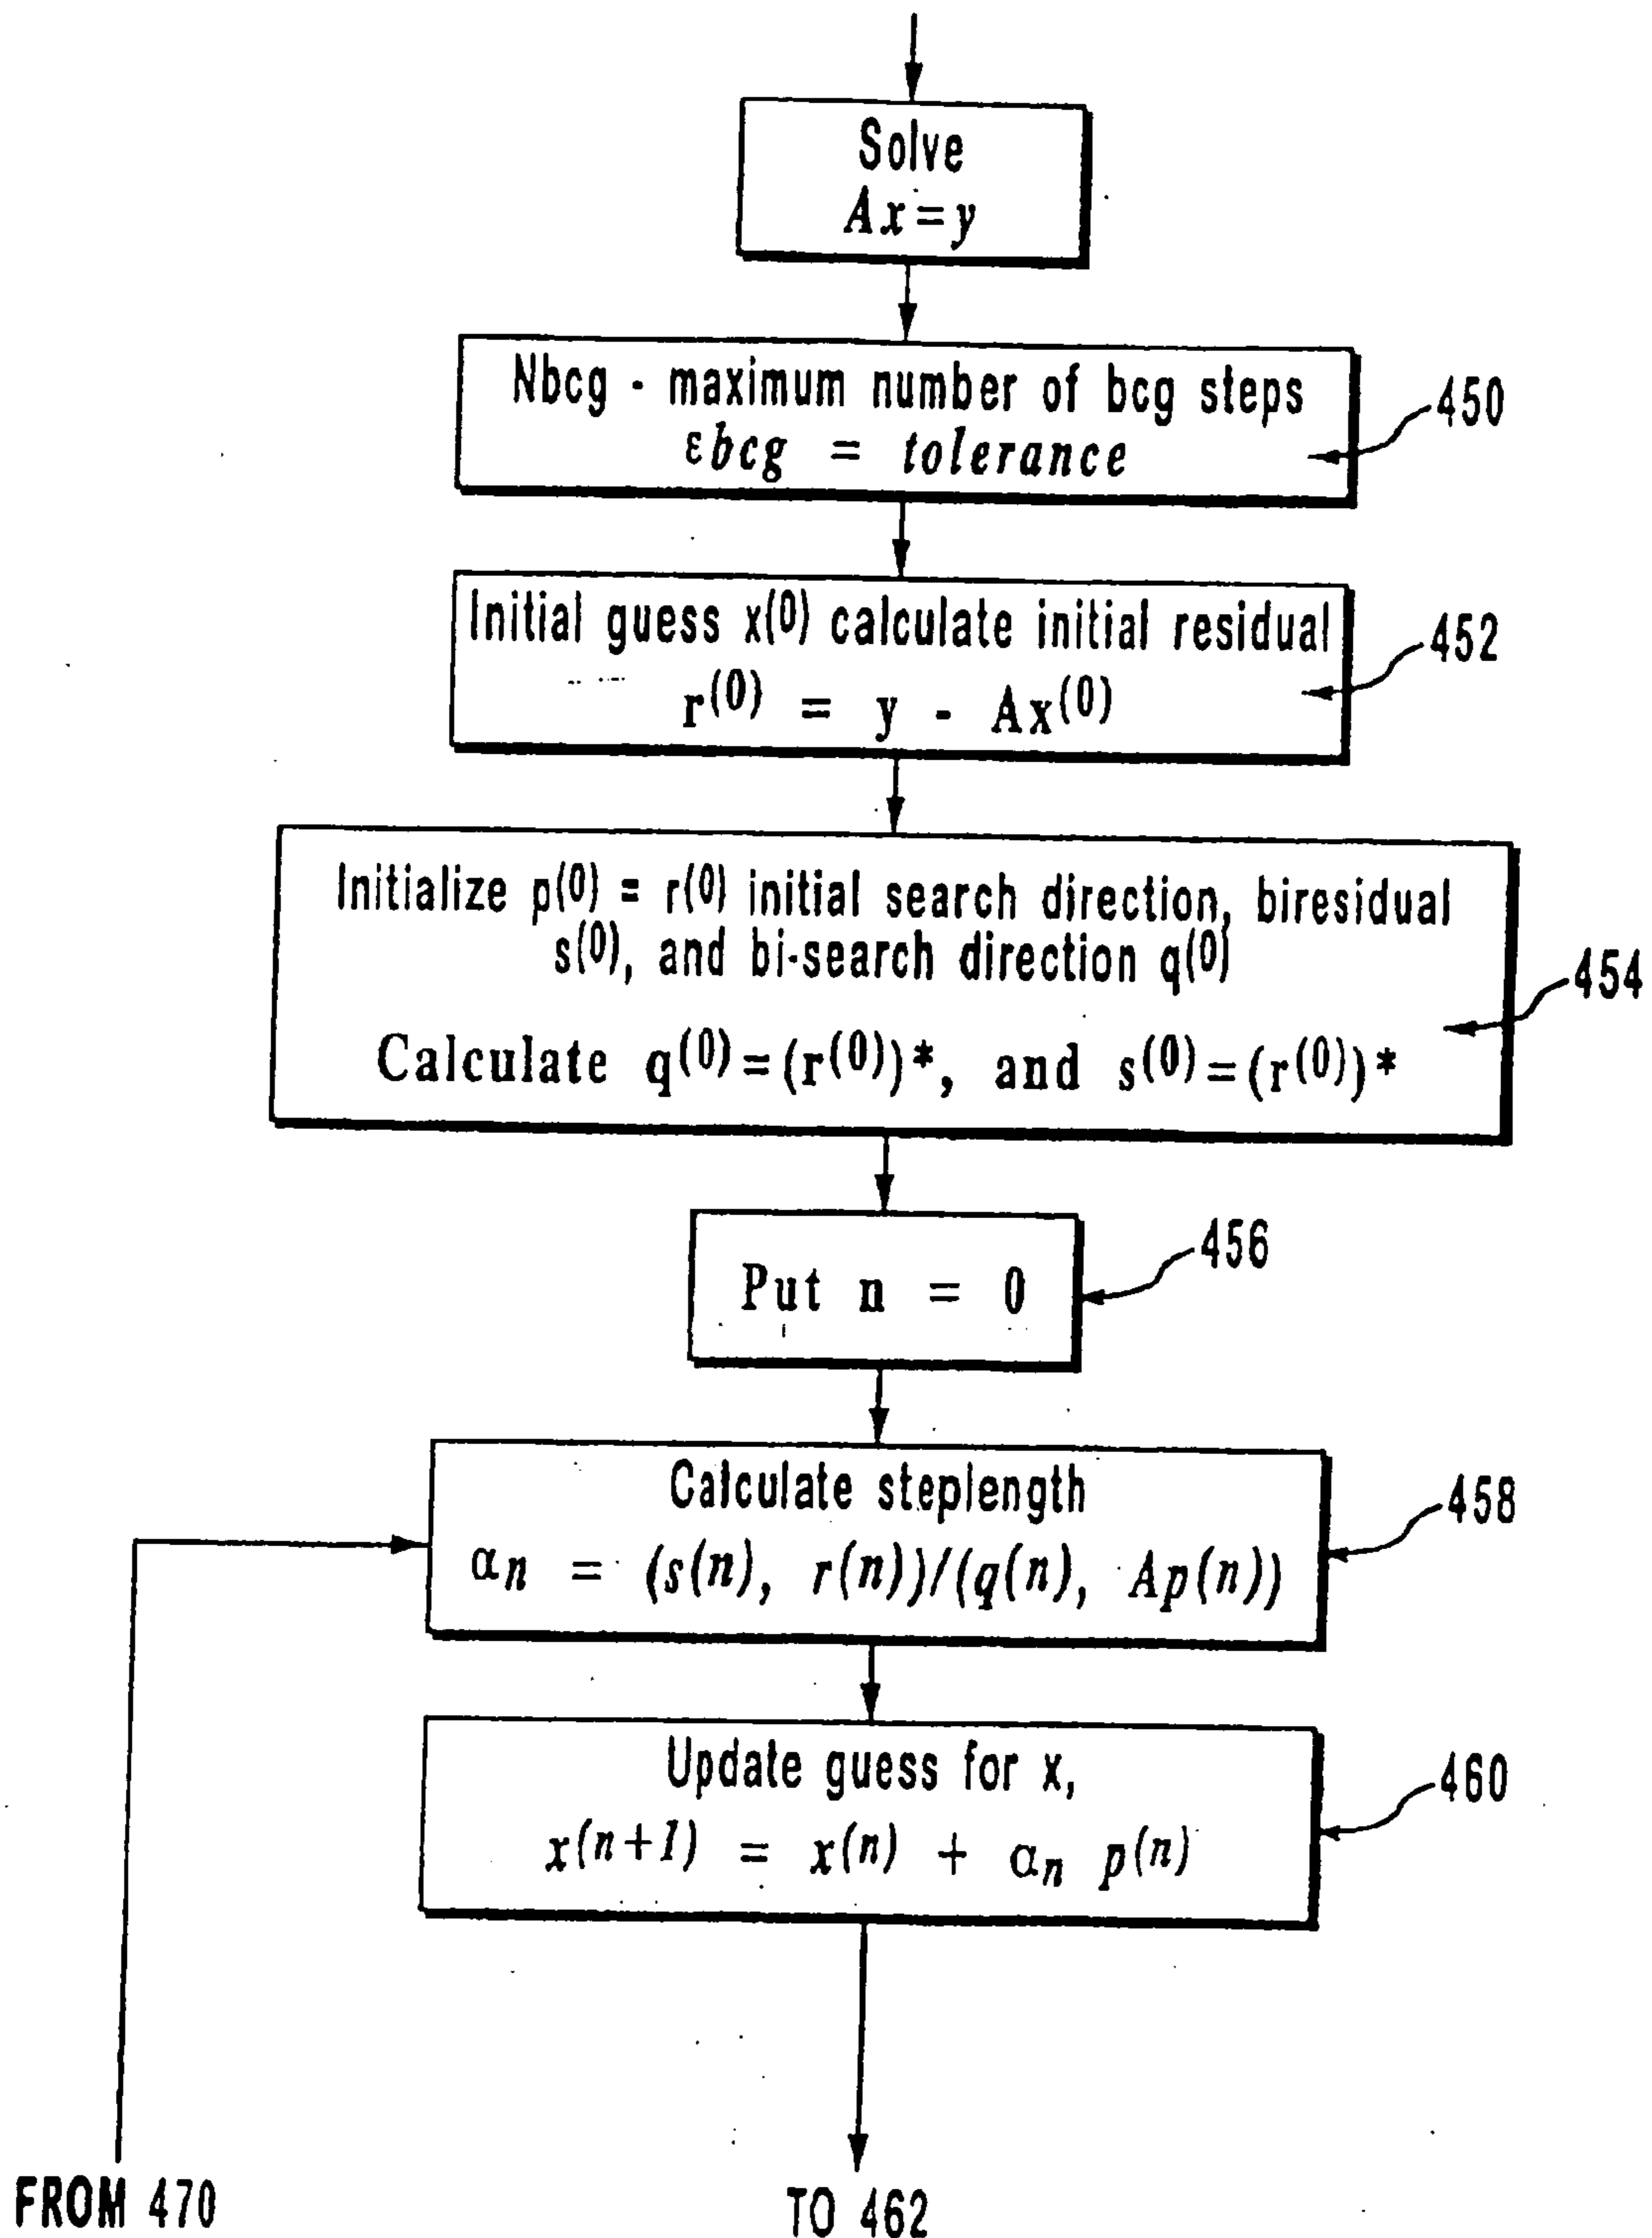 Solve
Ax=y
Nbcg - maximum number of bcg steps
εbcg = tolerance
450
Initial guess x(0) calculate initial residual
r(0) = y - Ax(0)
452
Initialize p(0) = r(0) initial search direction, biresidual
s(0), and bi-search direction q(0)
Calculate q(0)=(r(0))*, and s(0)=(r(0))*
454
Put n = 0
456
Calculate steplength
αn = (s(n), r(n))/(q(n), Ap(n))
458
Update guess for x,
x(n+1) = x(n) + αn p(n)
460
FROM 470
TO 462